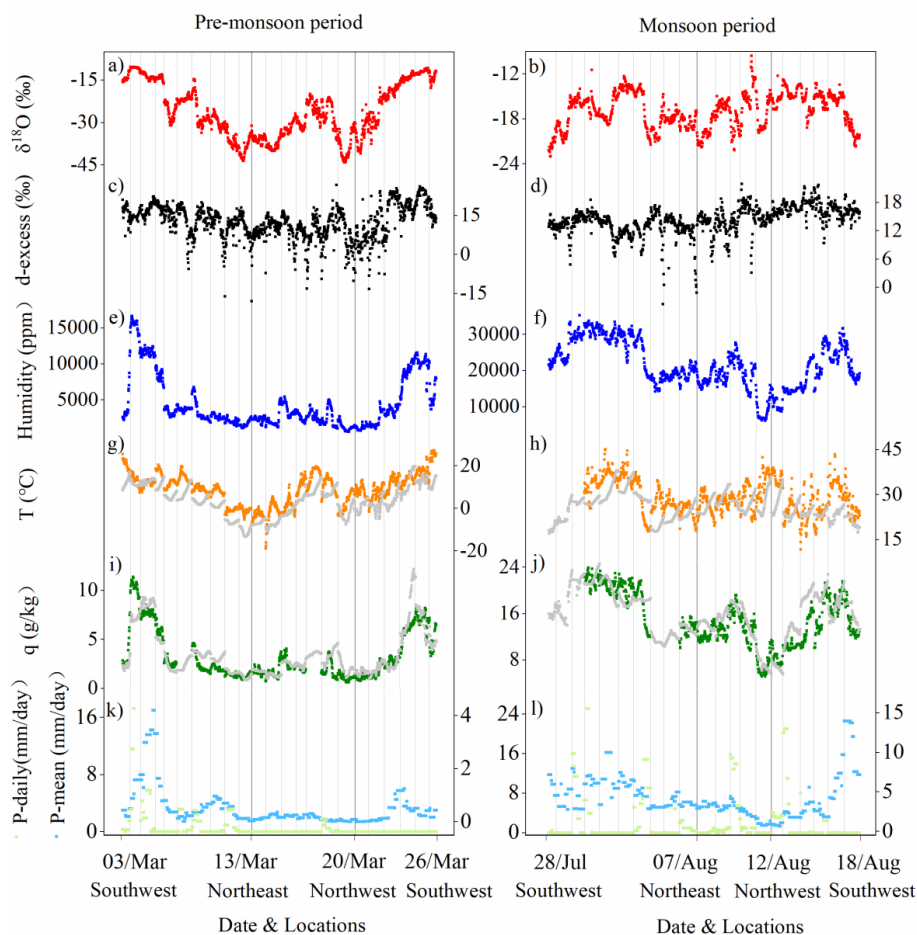 Pre-monsoon period
Monsoon period
a)
δ18O (‰)
-15
-30
-45
b)
-12
-18
-24
c)
d-excess (‰)
15
0
-15
d)
18
12
6
0
e)
Humidity (ppm)
15000
10000
5000
f)
30000
20000
10000
g)
T (°C)
20
0
-20
h)
45
30
15
i)
q (g/kg)
10
5
0
j)
24
16
8
k)
P-daily(mm/day)
P-mean (mm/day)
16
8
0
4
2
0
l)
24
16
8
0
15
10
5
0
03/Mar 13/Mar 20/Mar 26/Mar
Southwest Northeast Northwest Southwest
Date & Locations
28/Jul 07/Aug 12/Aug 18/Aug
Southwest Northeast Northwest Southwest
Date & Locations